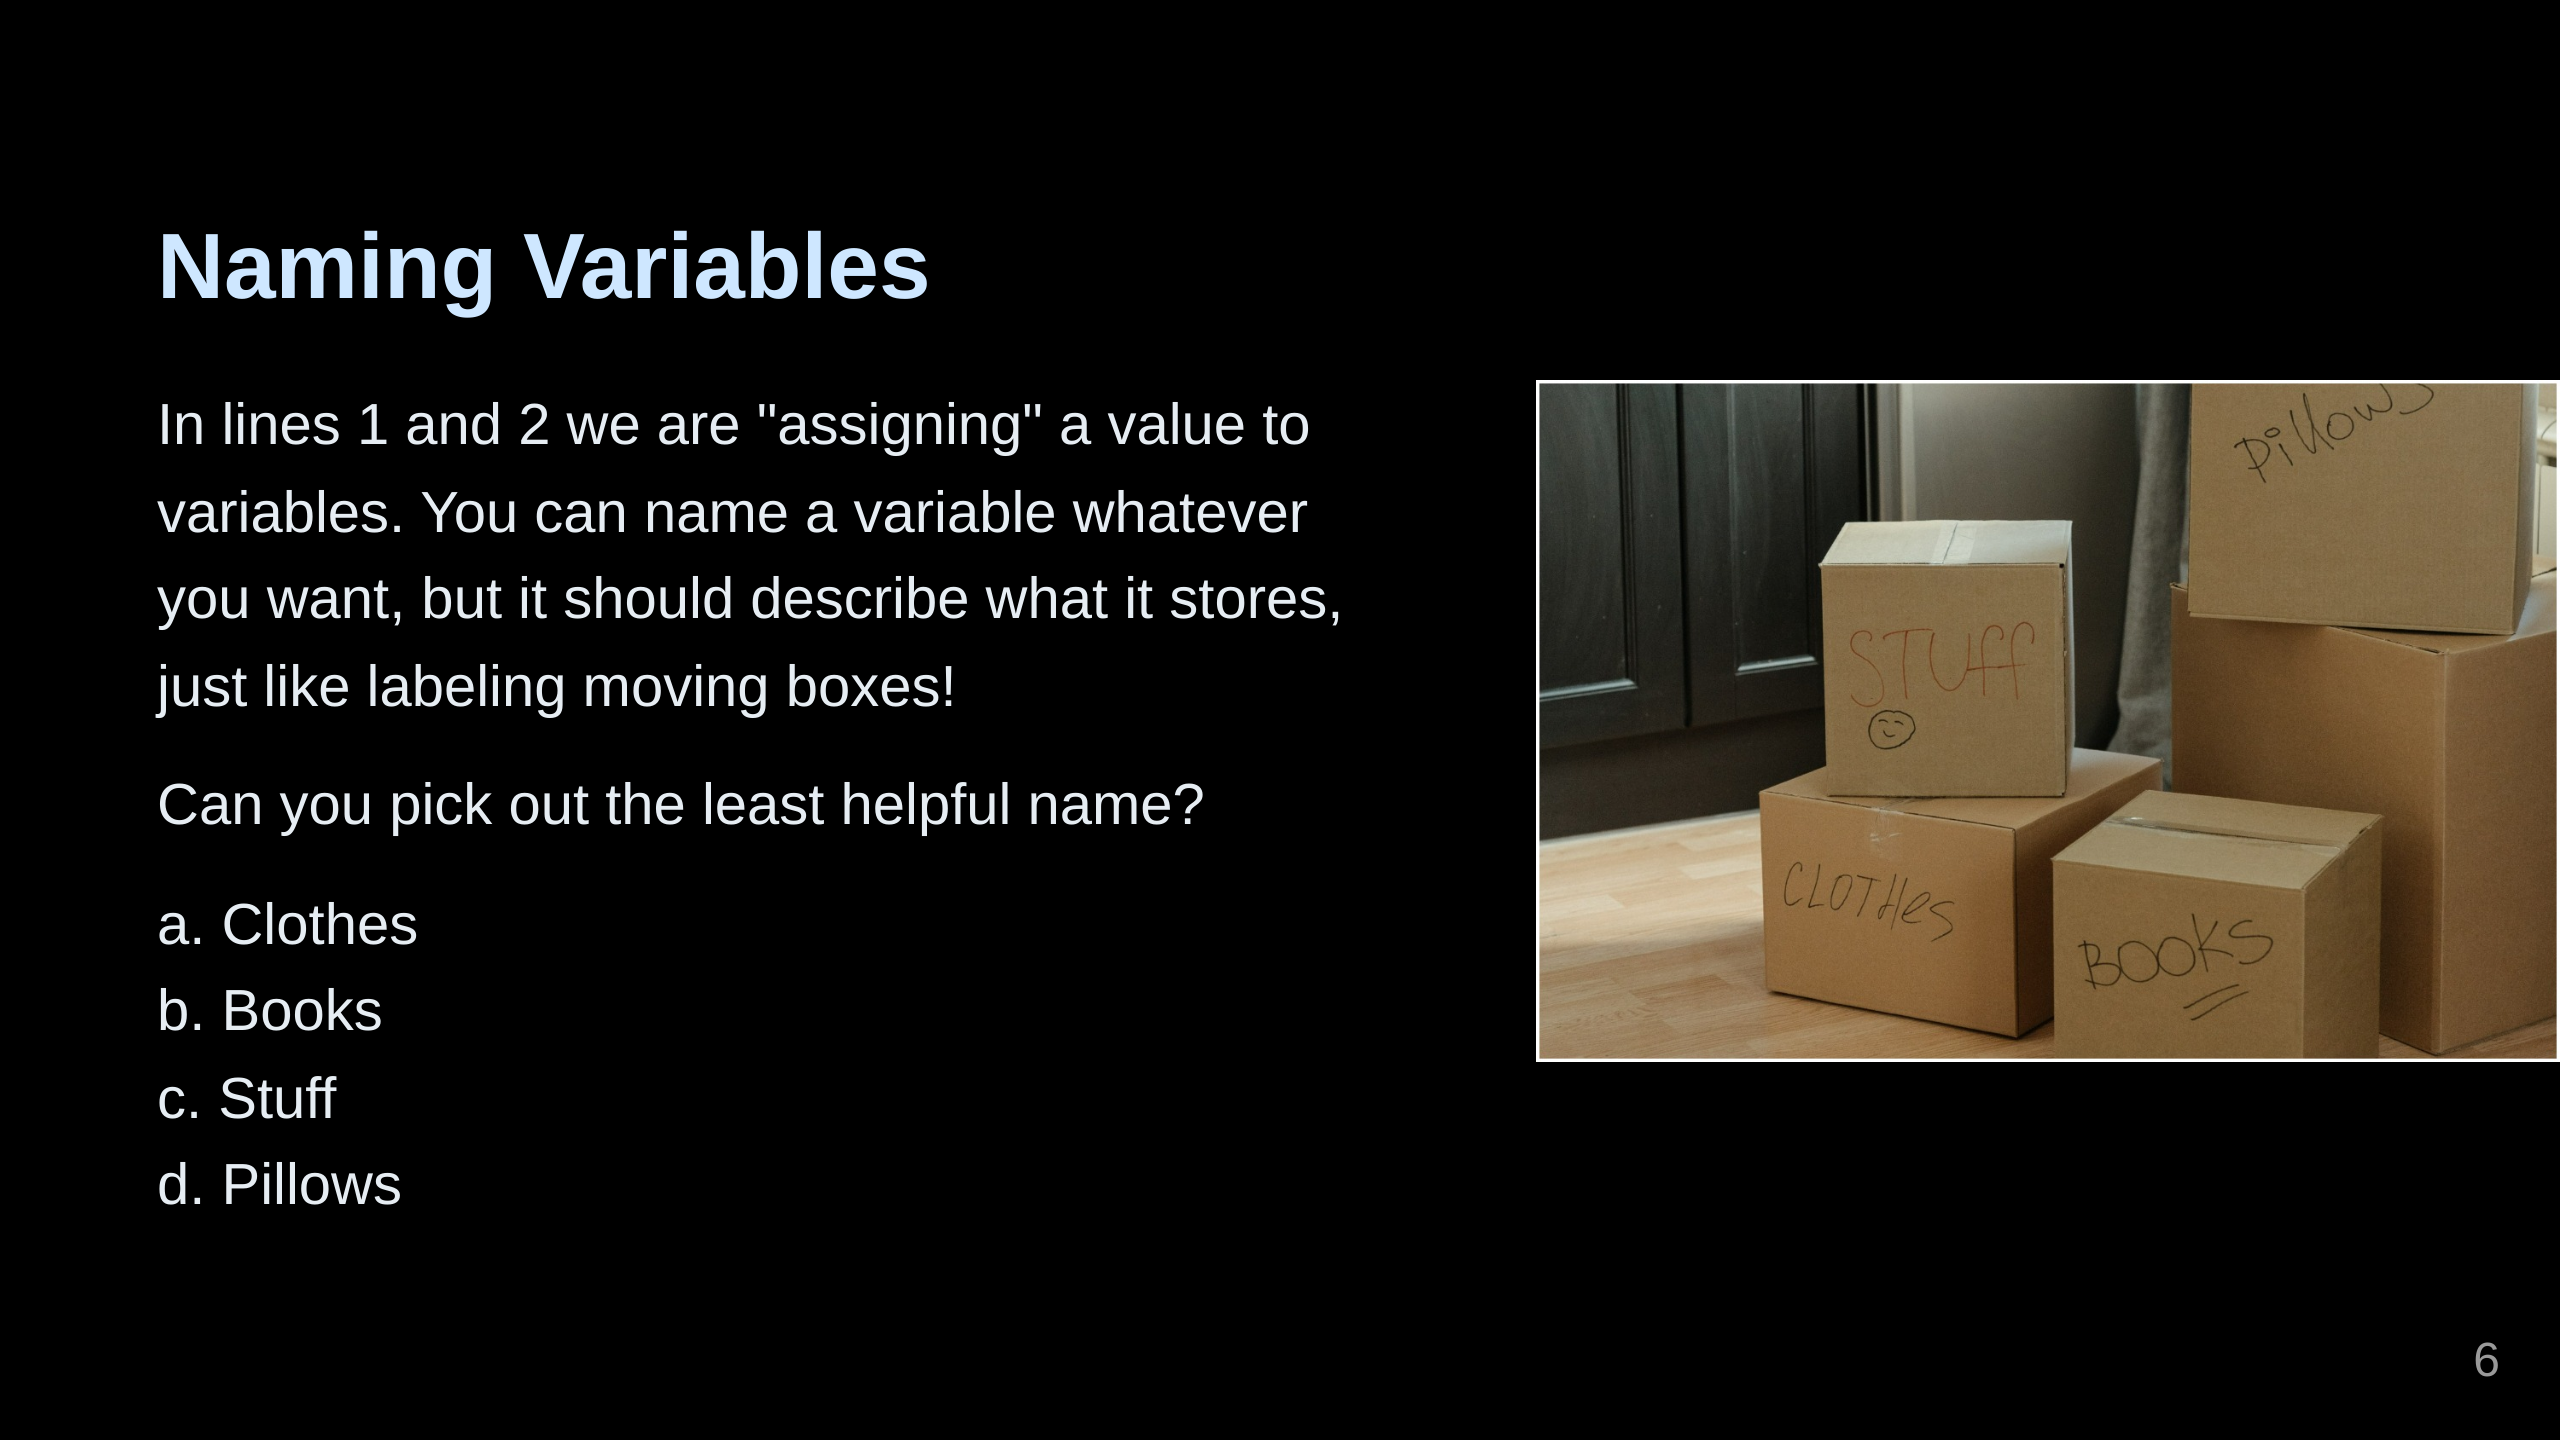 Naming Variables
In lines 1 and 2 we are "assigning" a value to
variables. You can name a variable whatever
you want, but it should describe what it stores,
just like labeling moving boxes!
Can you pick out the least helpful name?
a. Clothes
b. Books
c. Stuff
d. Pillows
Pillows
STUFF
CLOTHes
BOOKS
6